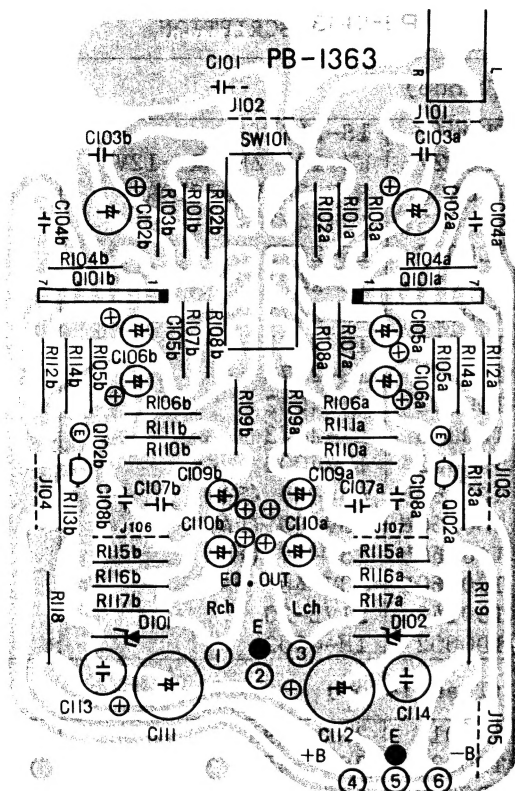 PB-1363
C101
J102
R
L
J101
C103b
SW101
C103a
C104b
C102b
R103b
R101b
R102b
R102a
R101a
R103a
C102a
C104a
R104b
R104a
7
Q101b
1
1
Q101a
7
C105b
R107b
R108b
R108a
R107a
C105a
R112b
R114b
R105b
C106b
C106a
R105a
R114a
R112a
R106b
R109b
R109a
R106a
E
R111b
R111a
E
Q102b
R110b
R110a
J104
R113b
C109b
C109a
R113a
J103
C108b
C107b
C107a
C108a
Q102a
J106
C110b
C110a
J107
R115b
R115a
R116b
EQ OUT
R116a
R118
R117b
Rch
Lch
R117a
R119
D101
E
D102
1
2
3
C113
C111
C112
C114
+B
E
-B
J105
4
5
6